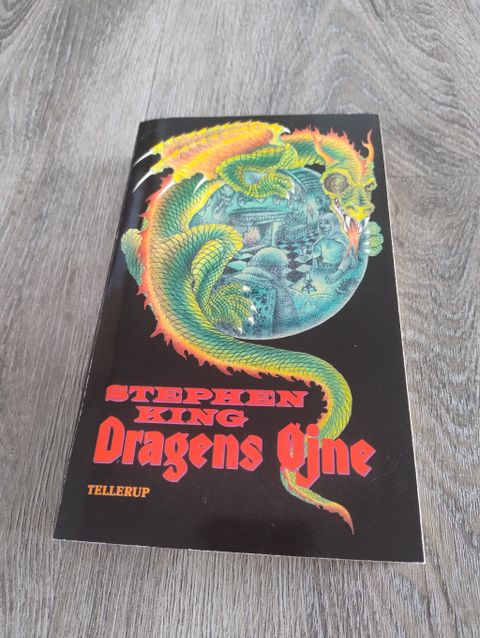 STEPHEN
KING
Dragens Øjne
TELLERUP